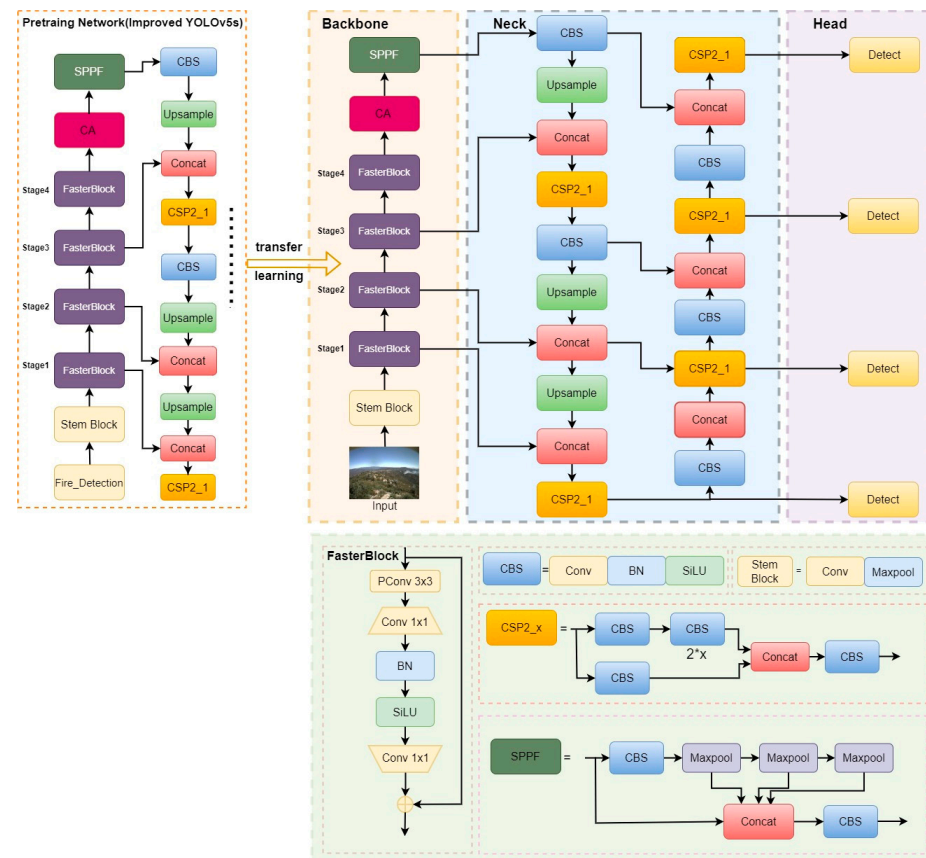 Pretraing Network(Improved YOLOv5s)
SPPF
CBS
Upsample
CA
Concat
Stage4
FasterBlock
CSP2_1
Stage3
FasterBlock
CBS
Stage2
FasterBlock
Upsample
Concat
Stage1
FasterBlock
Upsample
Stem Block
Concat
Fire_Detection
CSP2_1
transfer
learning
Backbone
SPPF
CA
Stage4
FasterBlock
Stage3
FasterBlock
Stage2
FasterBlock
Stage1
FasterBlock
Stem Block
Input
Neck
CBS
Upsample
Concat
CSP2_1
CBS
Upsample
Concat
Upsample
Concat
CSP2_1
CSP2_1
Concat
CBS
CSP2_1
Concat
CBS
CSP2_1
Concat
CBS
Head
Detect
Detect
Detect
Detect
FasterBlock
PConv 3x3
Conv 1x1
BN
SiLU
Conv 1x1
CBS = Conv BN SiLU
Stem
Block
= Conv Maxpool
CSP2_x = CBS CBS
2*x
CBS
Concat CBS
SPPF = CBS Maxpool Maxpool Maxpool
Concat CBS